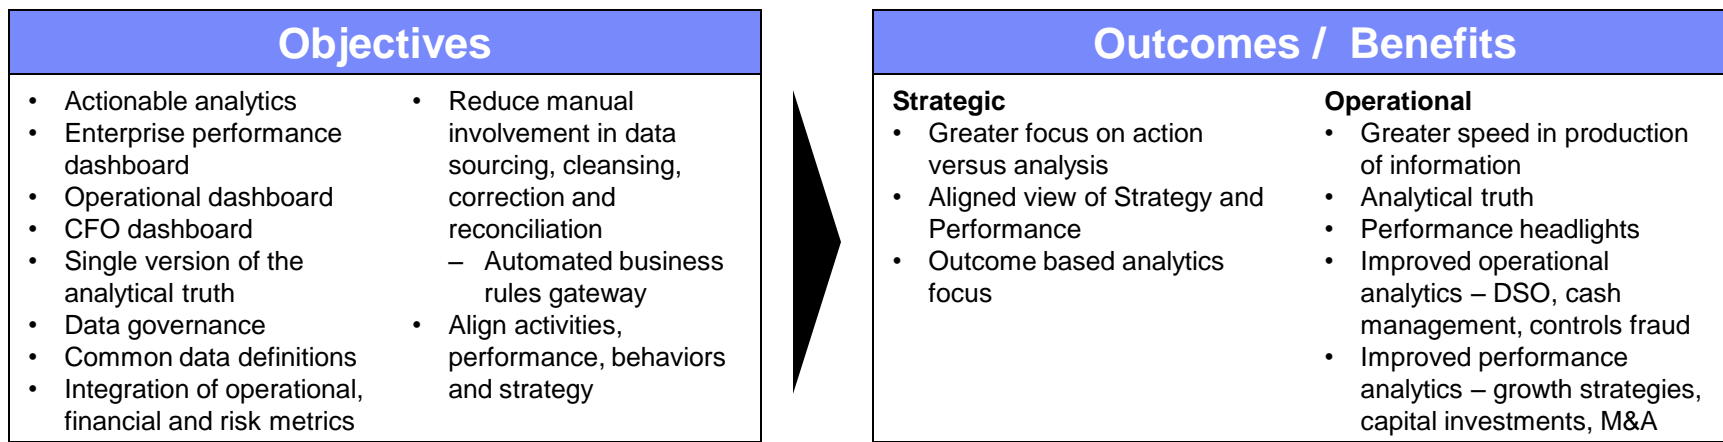 Objectives
• Actionable analytics
• Enterprise performance
dashboard
• Operational dashboard
• CFO dashboard
• Single version of the
analytical truth
• Data governance
• Common data definitions
• Integration of operational,
financial and risk metrics
• Reduce manual
involvement in data
sourcing, cleansing,
correction and
reconciliation
– Automated business
rules gateway
• Align activities,
performance, behaviors
and strategy
Outcomes / Benefits
Strategic
• Greater focus on action
versus analysis
• Aligned view of Strategy and
Performance
• Outcome based analytics
focus
Operational
• Greater speed in production
of information
• Analytical truth
• Performance headlights
• Improved operational
analytics – DSO, cash
management, controls fraud
• Improved performance
analytics – growth strategies,
capital investments, M&A